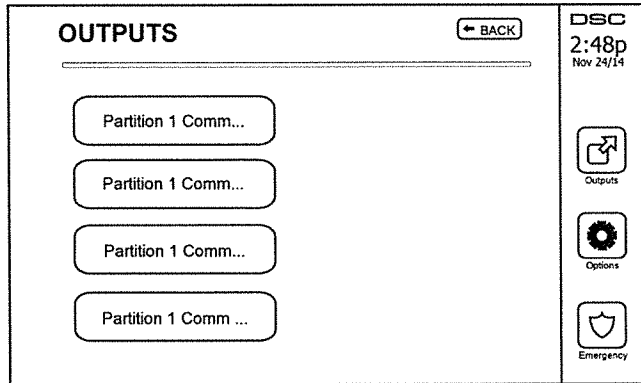 OUTPUTS
BACK
Partition 1 Comm...
Partition 1 Comm...
Partition 1 Comm...
Partition 1 Comm ...
DSC
2:48p
Nov 24/14
Outputs
Options
Emergency